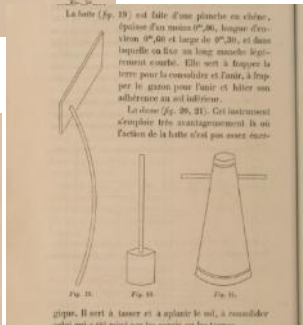 La batte (fig. 19) est faite d'une planche en chêne,
épaisse d'au moins 0m,06, longue d'en-
viron 0m,60 et large de 0m,30, et dans
laquelle on fixe un long manche légè-
rement courbé. Elle sert à frapper la
terre pour la consolider et l'unir, à frap-
per le gazon pour l'unir et hâter son
adhérence au sol inférieur.
La dame (fig. 20, 21). Cet instrument
s'emploie très avantageusement là où
l'action de la batte n'est pas assez éner-
Fig. 19.
Fig. 20.
Fig. 21.
gique. Il sert à tasser et à aplanir le sol, à consolider